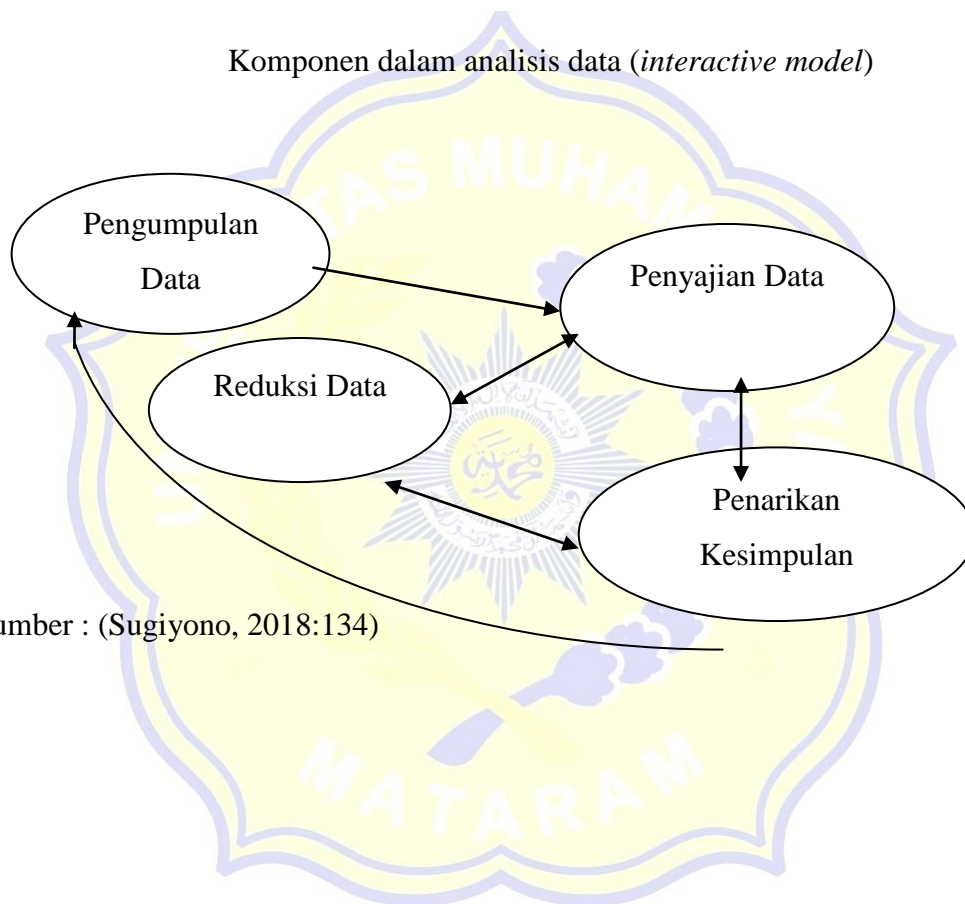 Komponen dalam analisis data (interactive model)
Pengumpulan
Data
Penyajian Data
Reduksi Data
Penarikan
Kesimpulan
umber : (Sugiyono, 2018:134)
MATARAM